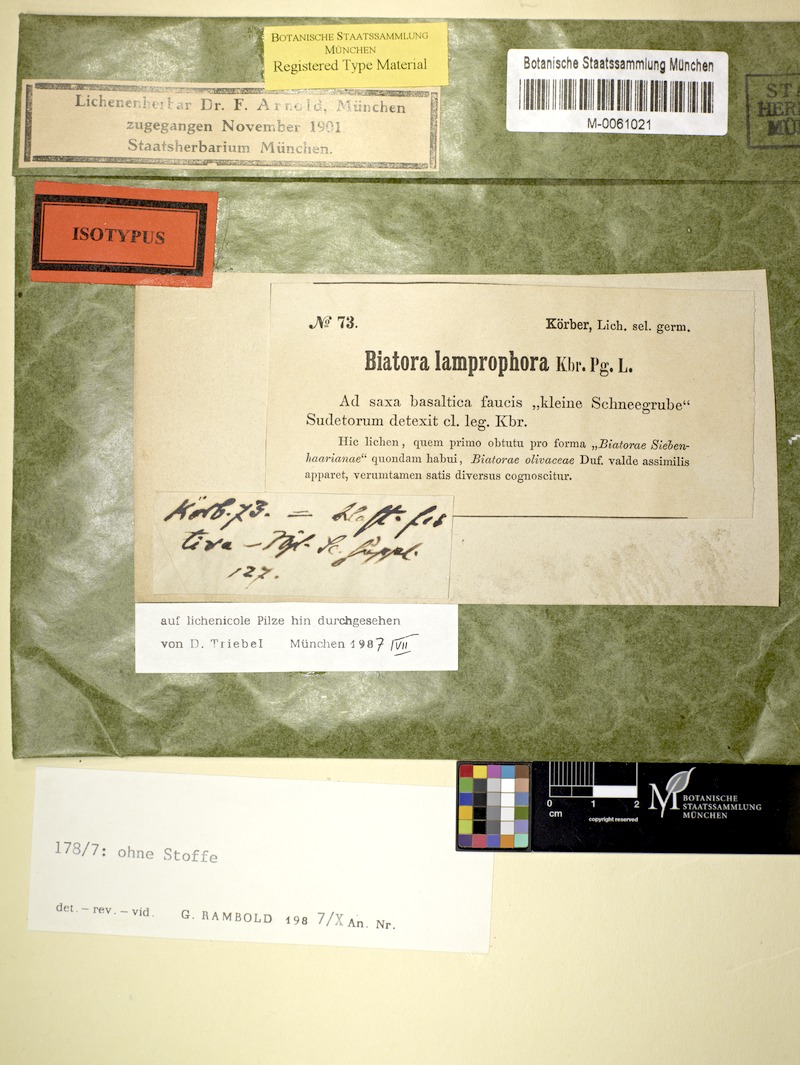 BOTANISCHE STAATSSAMMLUNG
MÜNCHEN
Registered Type Material
Botanische Staatssammlung München
M-0061021
Lichenenherbar Dr. F. Arnold, München
zugegangen November 1901
Staatsherbarium München.
ISOTYPUS
№ 73. Körber, Lich. sel. germ.
Biatora lamprophora Kbr. Pg. L.
Ad saxa basaltica faucis „kleine Schneegrube“
Sudetorum detexit cl. leg. Kbr.
Hic lichen, quem primo obtutu pro forma „Biatorae Sieben-
haarianae“ quondam habui, Biatorae olivaceae Duf. valde assimilis
apparet, verumtamen satis diversus cognoscitur.
Körb. 73. =
Suppl.
127.
auf lichenicole Pilze hin durchgesehen
von D. Triebel München 1987 VII
0 1 2
cm
copyright reserved
BOTANISCHE
STAATSSAMMLUNG
MÜNCHEN
178/7: ohne Stoffe
det. – rev. – vid. G. RAMBOLD 198 7/X An. Nr.